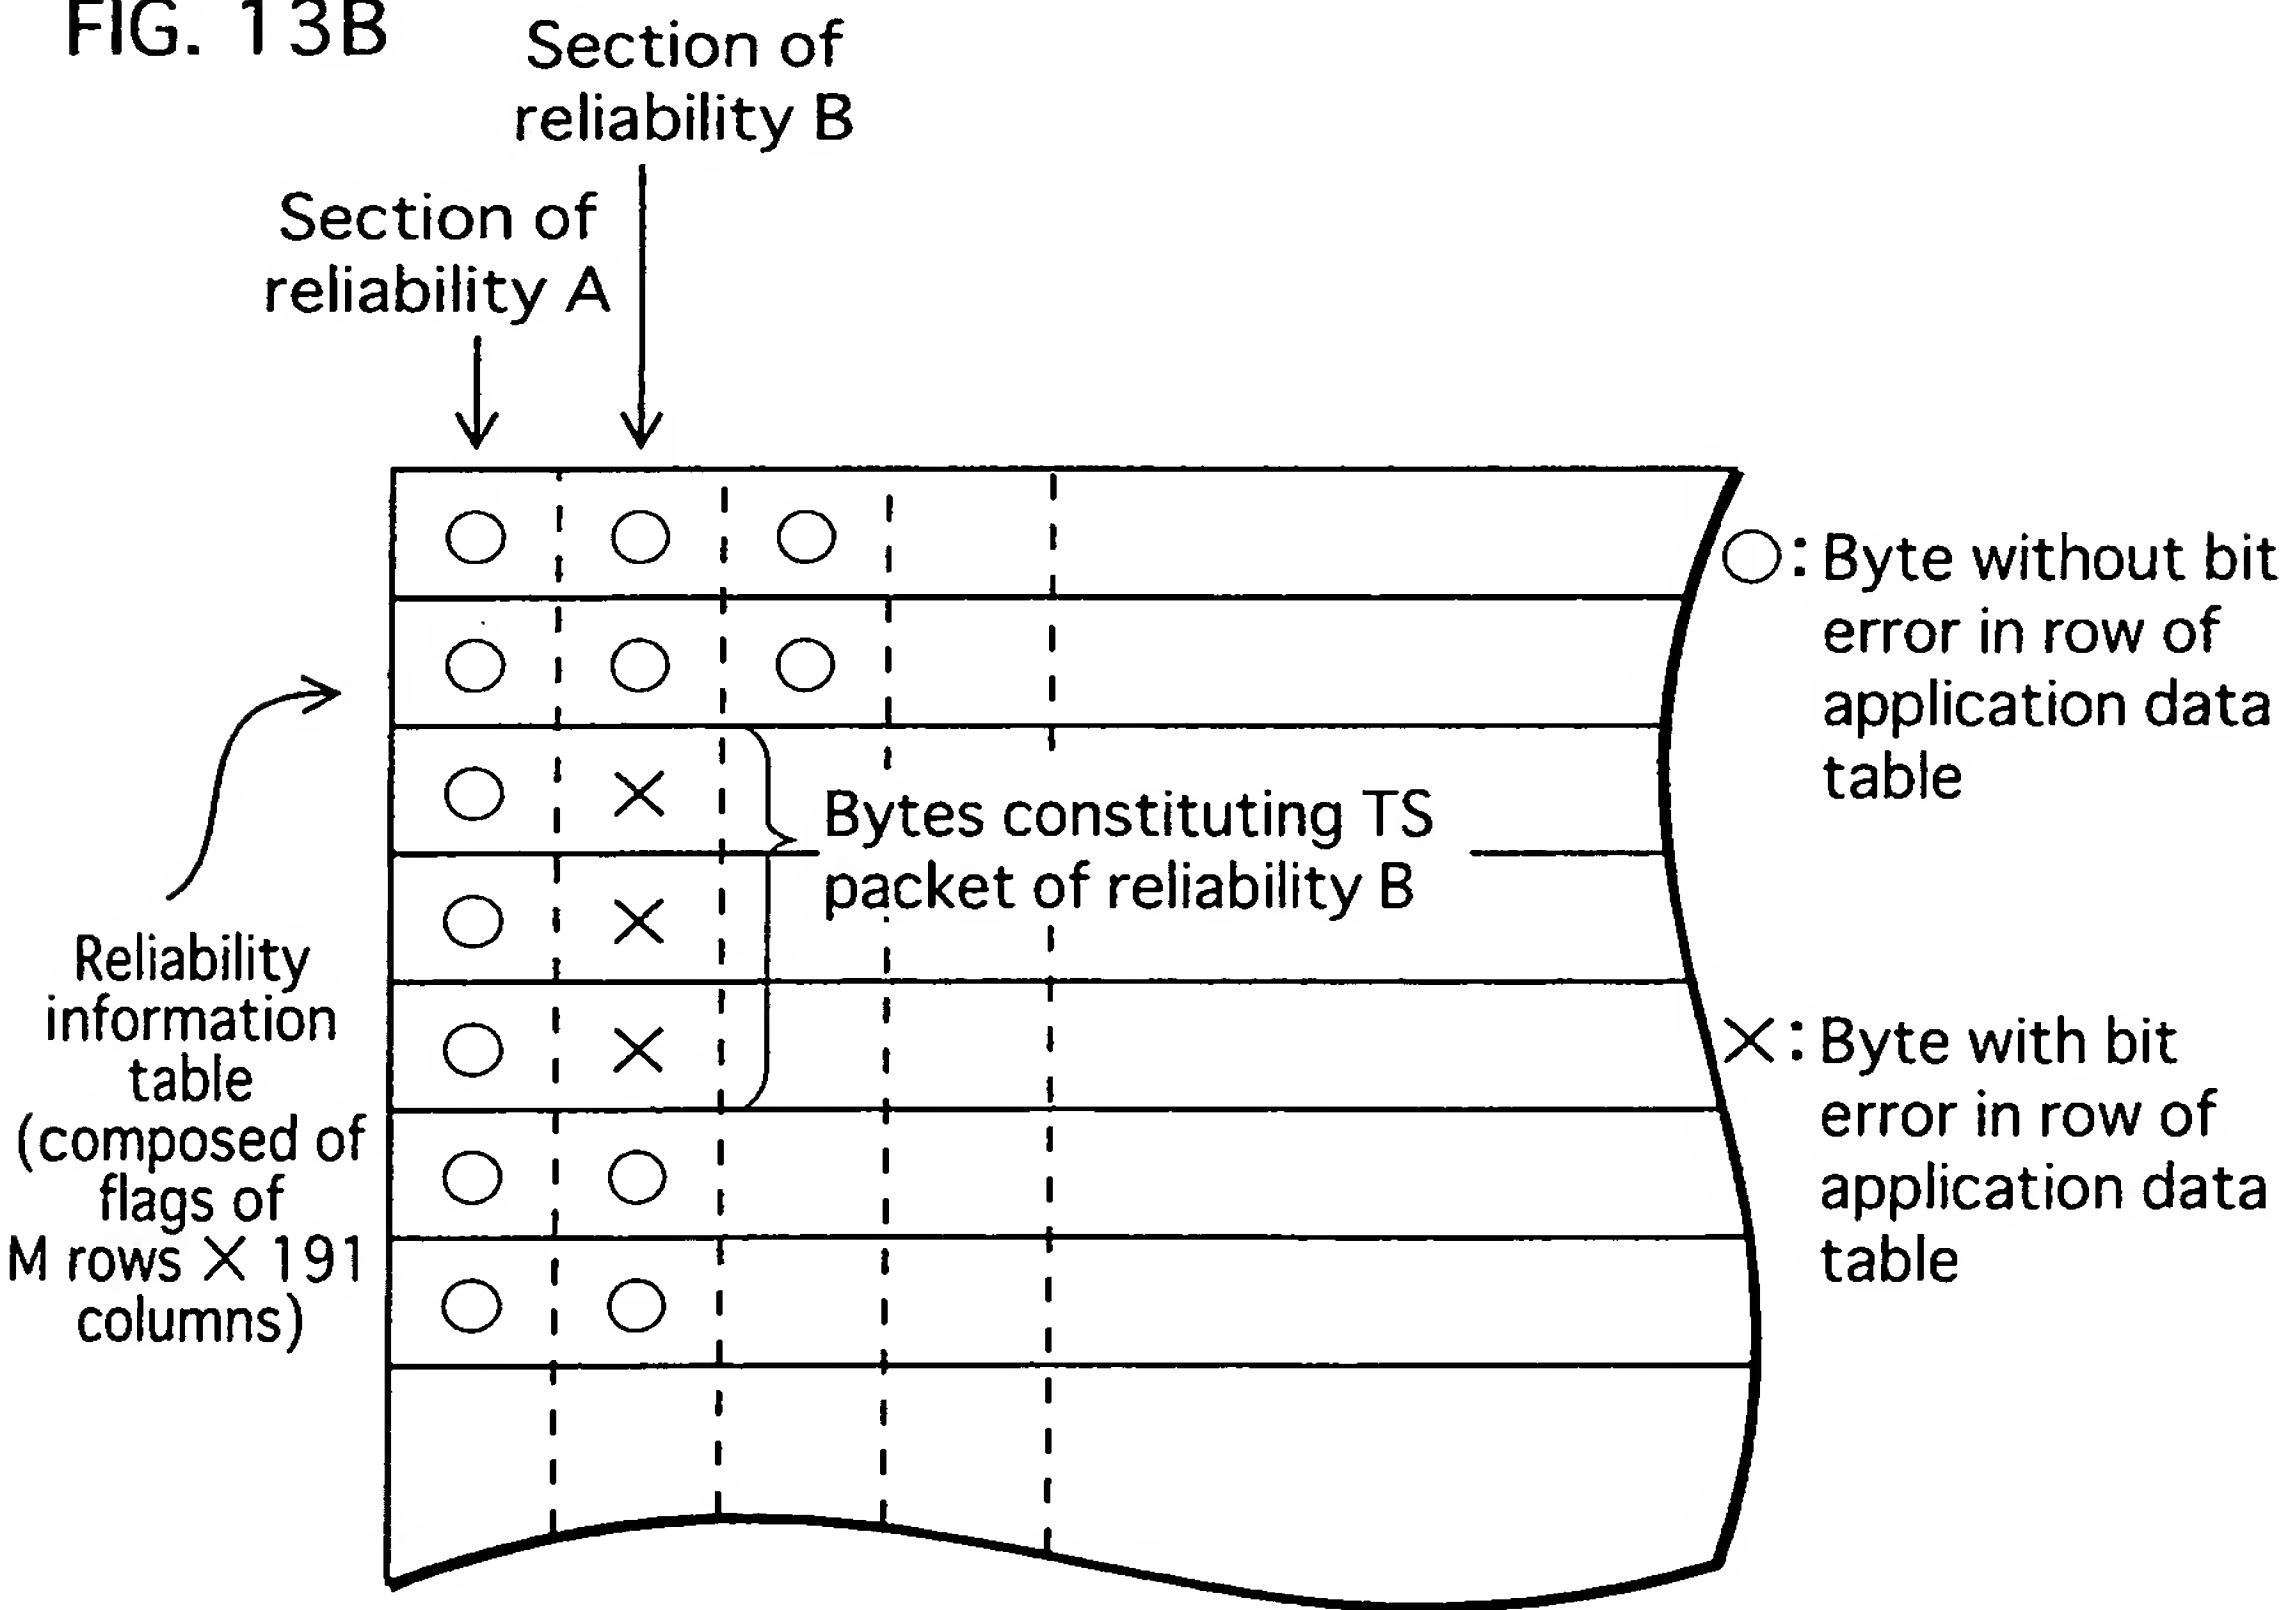 FIG. 13B
Section of
reliability B
Section of
reliability A
○: Byte without bit
error in row of
application data
table
Bytes constituting TS
packet of reliability B
Reliability
information
table
(composed of
flags of
M rows × 191
columns)
×: Byte with bit
error in row of
application data
table